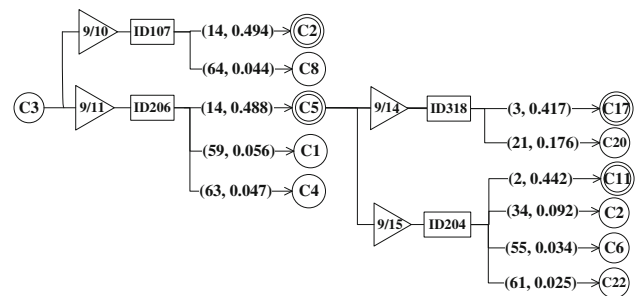 9/10 ID107 (14, 0.494) C2
(64, 0.044) C8
C3 9/11 ID206 (14, 0.488) C5 9/14 ID318 (3, 0.417) C17
(59, 0.056) C1 (21, 0.176) C20
(63, 0.047) C4 (2, 0.442) C11
9/15 ID204 (34, 0.092) C2
(55, 0.034) C6
(61, 0.025) C22